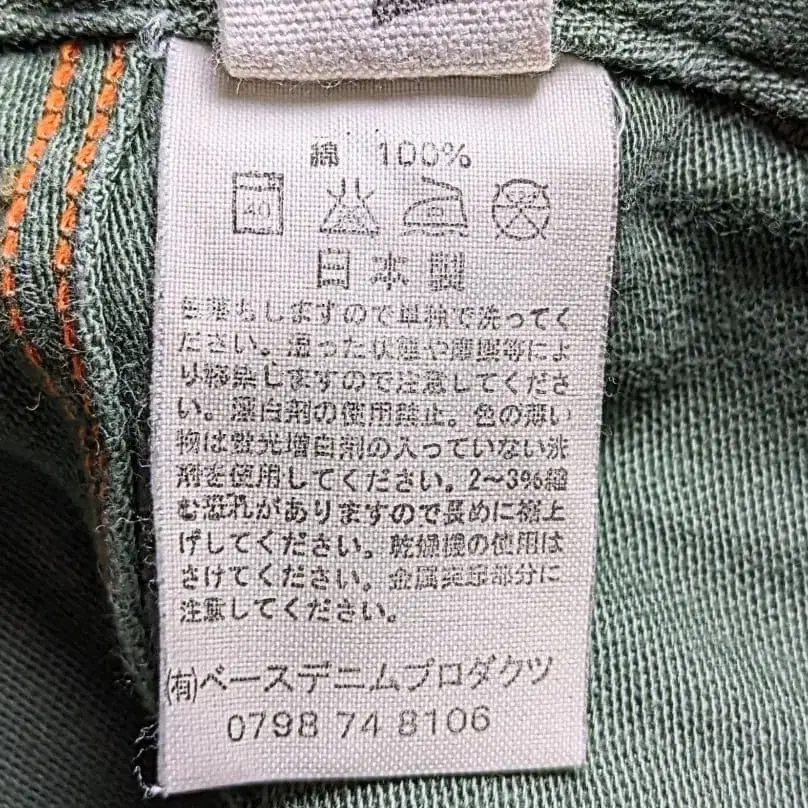 綿 100%
40
日本製
色落ちしますので単独で洗ってく
ださい。湿った状態や摩擦等によ
り移染しますので注意してくださ
い。漂白剤の使用禁止。色の薄い
物は蛍光増白剤の入っていない洗
剤を使用してください。2〜3%縮
む恐れがありますので長めに裾上
げしてください。乾燥機の使用は
さけてください。金属突起部分に
注意してください。
(有)ベースデニムプロダクツ
0798 74 8106